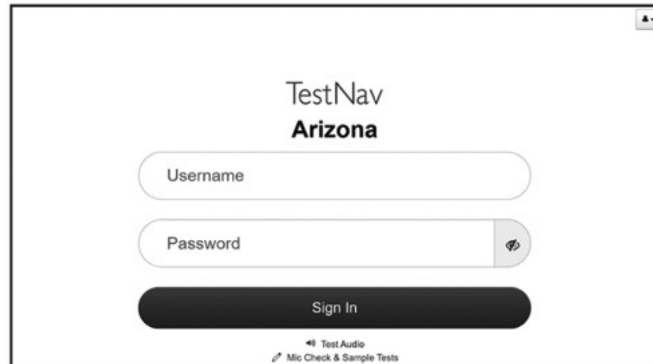 TestNav
Arizona
Username
Password
Sign In
Test Audio
Mic Check & Sample Tests